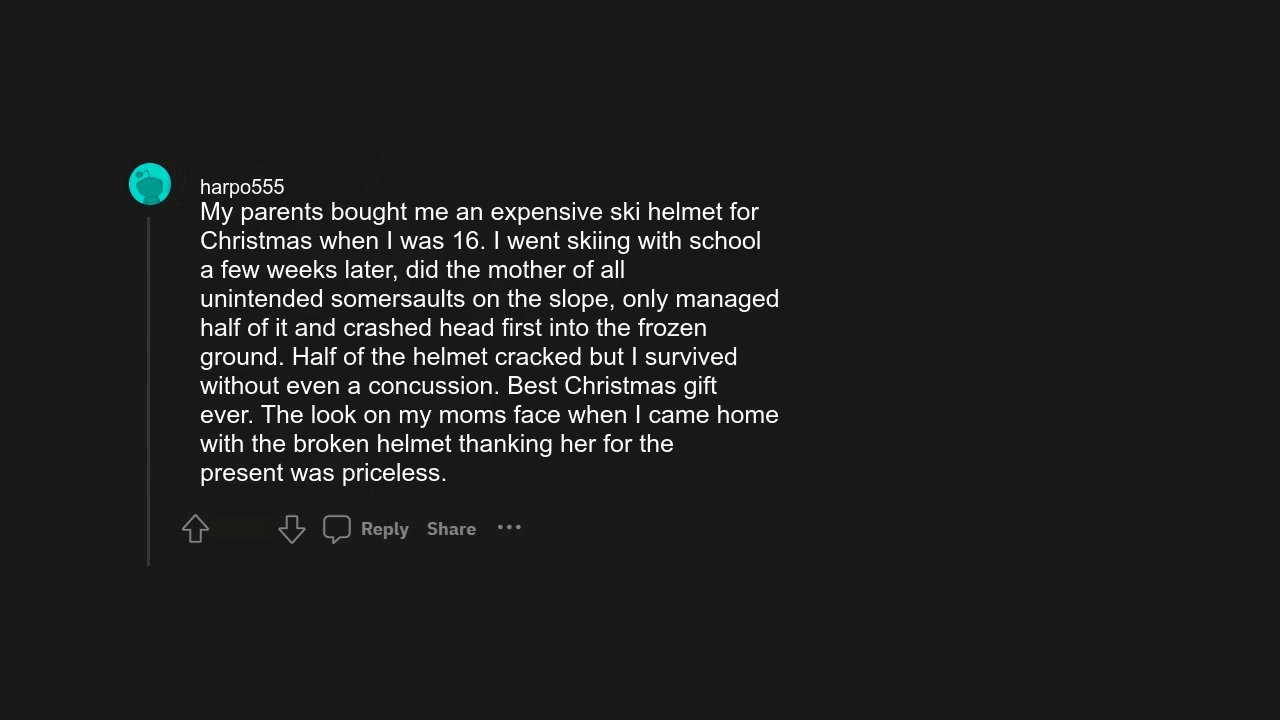 harpo555
My parents bought me an expensive ski helmet for
Christmas when I was 16. I went skiing with school
a few weeks later, did the mother of all
unintended somersaults on the slope, only managed
half of it and crashed head first into the frozen
ground. Half of the helmet cracked but I survived
without even a concussion. Best Christmas gift
ever. The look on my moms face when I came home
with the broken helmet thanking her for the
present was priceless.
Reply Share